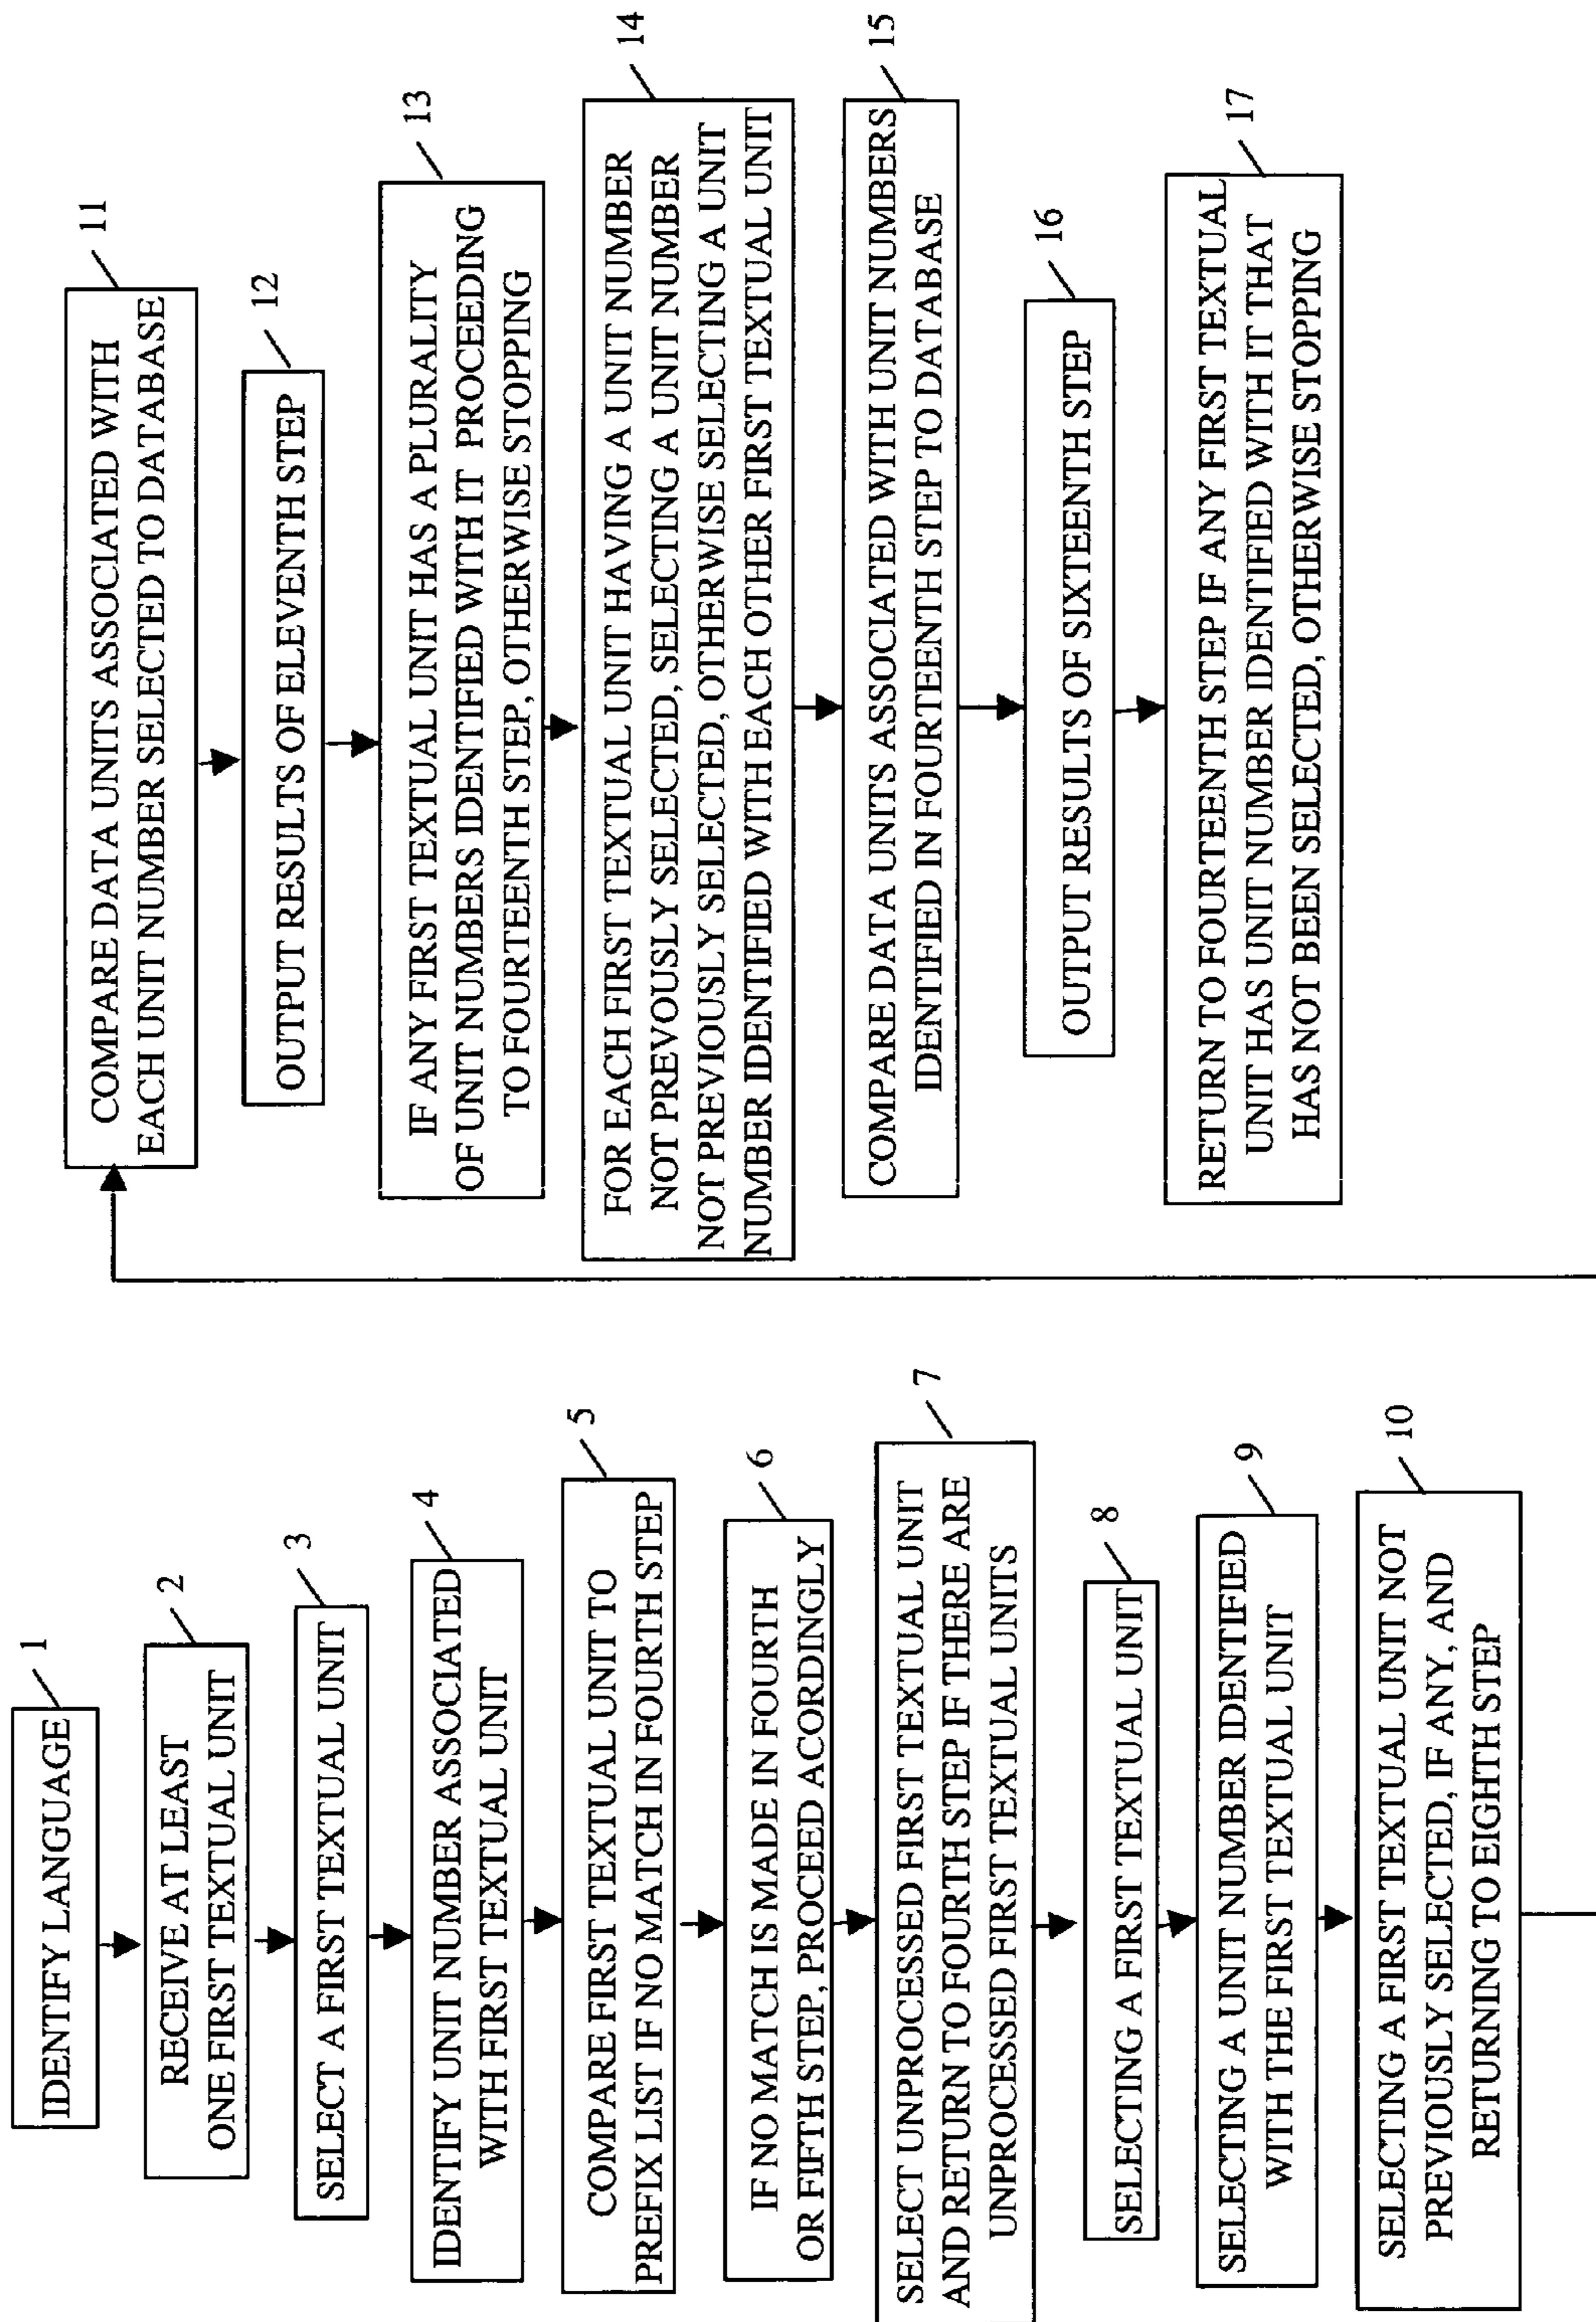 1
IDENTIFY LANGUAGE
2
RECEIVE AT LEAST
ONE FIRST TEXTUAL UNIT
3
SELECT A FIRST TEXTUAL UNIT
4
IDENTIFY UNIT NUMBER ASSOCIATED
WITH FIRST TEXTUAL UNIT
5
COMPARE FIRST TEXTUAL UNIT TO
PREFIX LIST IF NO MATCH IN FOURTH STEP
6
IF NO MATCH IS MADE IN FOURTH
OR FIFTH STEP, PROCEED ACORDINGLY
7
SELECT UNPROCESSED FIRST TEXTUAL UNIT
AND RETURN TO FOURTH STEP IF THERE ARE
UNPROCESSED FIRST TEXTUAL UNITS
8
SELECTING A FIRST TEXTUAL UNIT
9
SELECTING A UNIT NUMBER IDENTIFIED
WITH THE FIRST TEXTUAL UNIT
10
SELECTING A FIRST TEXTUAL UNIT NOT
PREVIOUSLY SELECTED, IF ANY, AND
RETURNING TO EIGHTH STEP
11
COMPARE DATA UNITS ASSOCIATED WITH
EACH UNIT NUMBER SELECTED TO DATABASE
12
OUTPUT RESULTS OF ELEVENTH STEP
13
IF ANY FIRST TEXTUAL UNIT HAS A PLURALITY
OF UNIT NUMBERS IDENTIFIED WITH IT PROCEEDING
TO FOURTEENTH STEP, OTHERWISE STOPPING
14
FOR EACH FIRST TEXTUAL UNIT HAVING A UNIT NUMBER
NOT PREVOUSLY SELECTED, SELECTING A UNIT NUMBER
NOT PREVIOUSLY SELECTED, OTHERWISE SELECTING A UNIT
NUMBER IDENTIFIED WITH EACH OTHER FIRST TEXTUAL UNIT
15
COMPARE DATA UNITS ASSOCIATED WITH UNIT NUMBERS
IDENTIFIED IN FOURTEENTH STEP TO DATABASE
16
OUTPUT RESULTS OF SIXTEENTH STEP
17
RETURN TO FOURTEENTH STEP IF ANY FIRST TEXTUAL
UNIT HAS UNIT NUMBER IDENTIFIED WITH IT THAT
HAS NOT BEEN SELECTED, OTHERWISE STOPPING